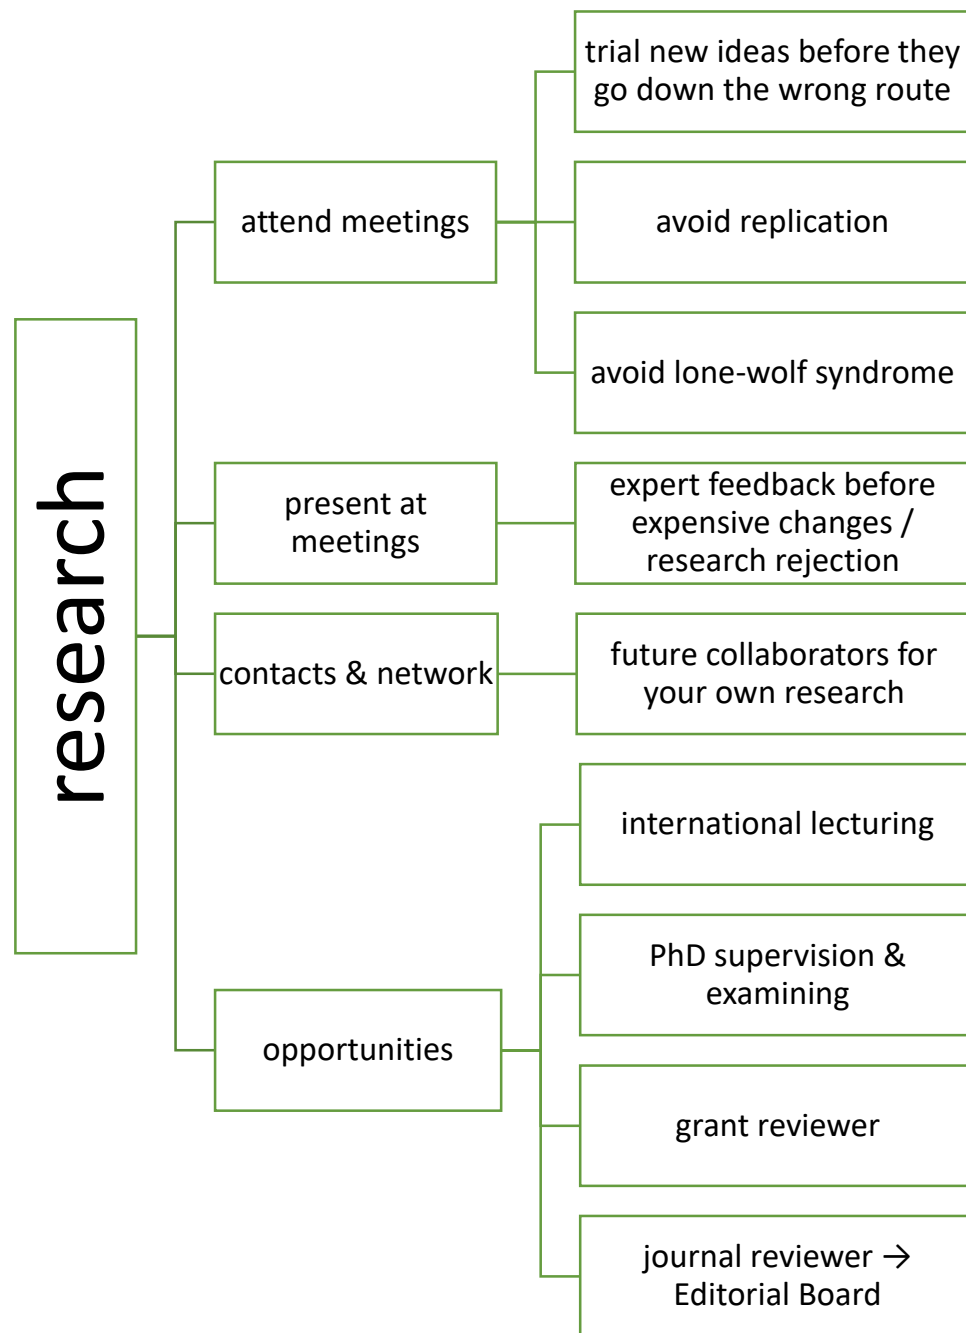 research
attend meetings
trial new ideas before they
go down the wrong route
avoid replication
avoid lone-wolf syndrome
present at
meetings
expert feedback before
expensive changes /
research rejection
contacts & network
future collaborators for
your own research
opportunities
international lecturing
PhD supervision &
examining
grant reviewer
journal reviewer →
Editorial Board